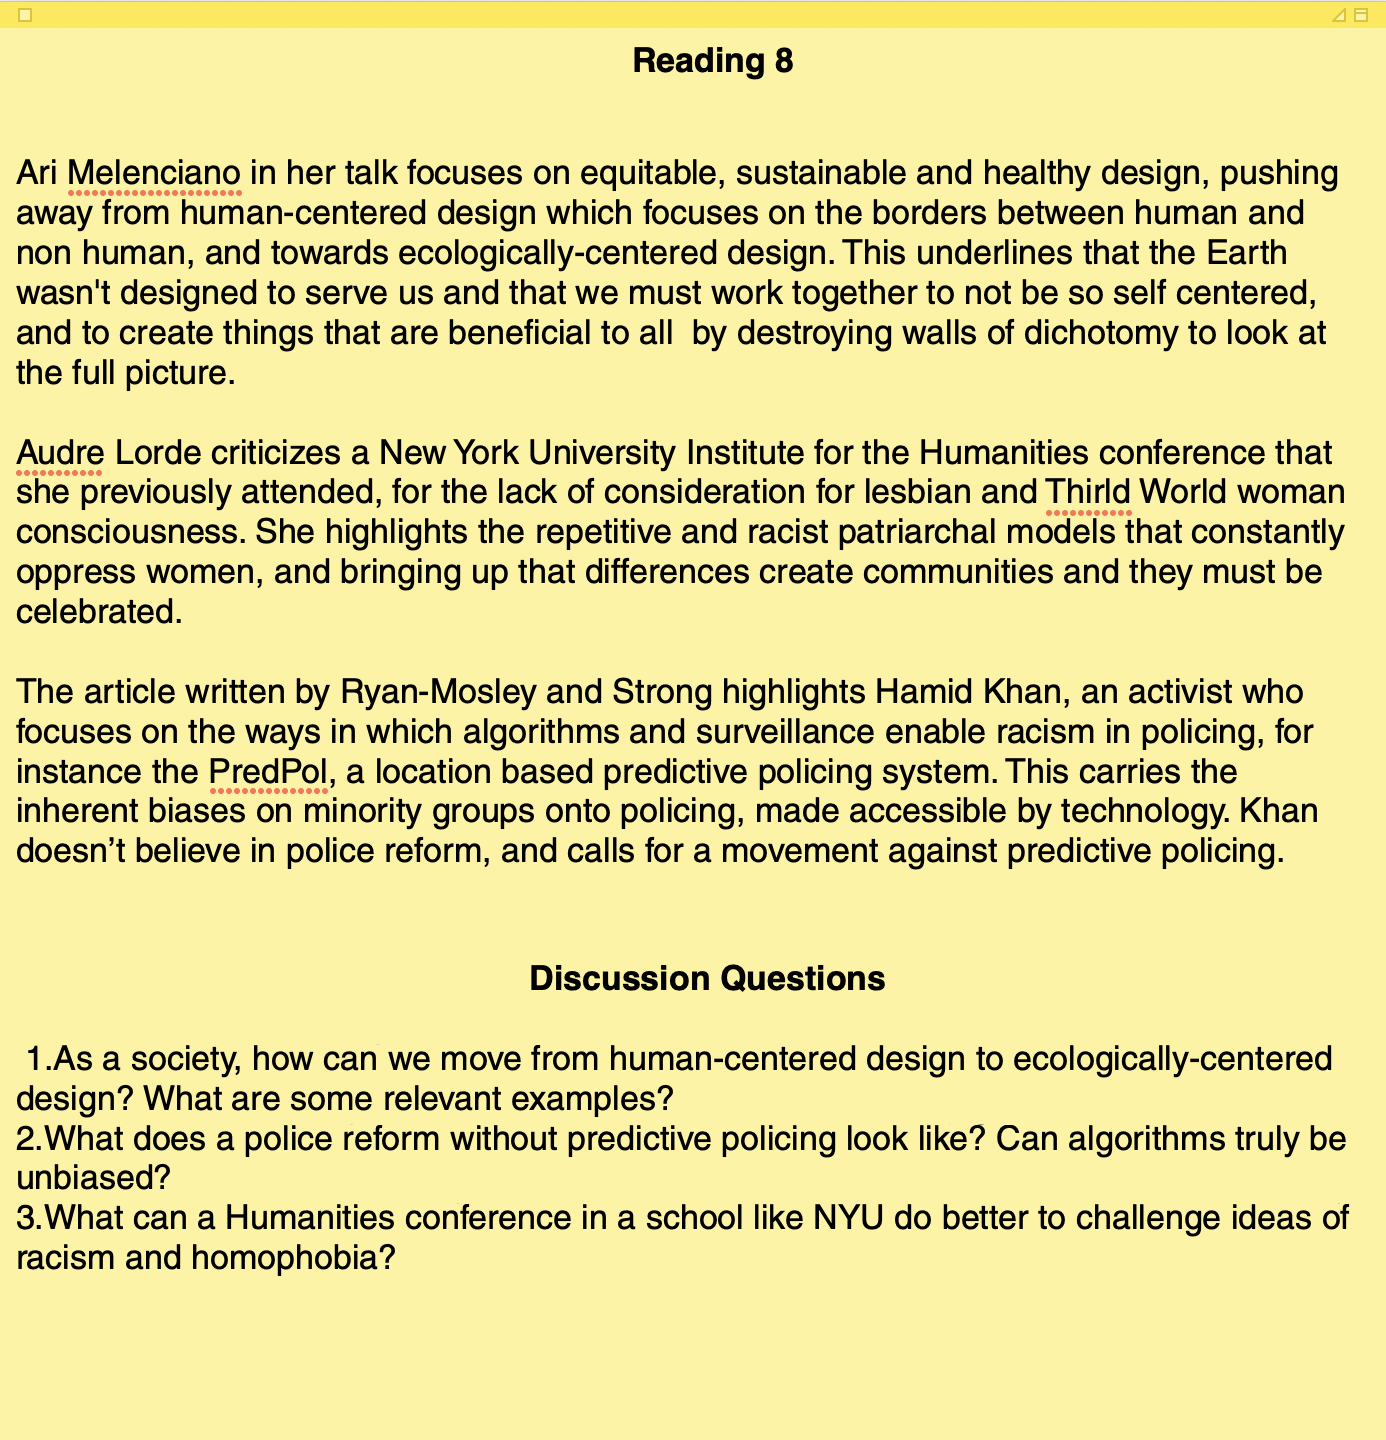 Reading 8
Ari Melenciano in her talk focuses on equitable, sustainable and healthy design, pushing
away from human-centered design which focuses on the borders between human and
non human, and towards ecologically-centered design. This underlines that the Earth
wasn't designed to serve us and that we must work together to not be so self centered,
and to create things that are beneficial to all  by destroying walls of dichotomy to look at
the full picture.
Audre Lorde criticizes a New York University Institute for the Humanities conference that
she previously attended, for the lack of consideration for lesbian and Thirld World woman
consciousness. She highlights the repetitive and racist patriarchal models that constantly
oppress women, and bringing up that differences create communities and they must be
celebrated.
The article written by Ryan-Mosley and Strong highlights Hamid Khan, an activist who
focuses on the ways in which algorithms and surveillance enable racism in policing, for
instance the PredPol, a location based predictive policing system. This carries the
inherent biases on minority groups onto policing, made accessible by technology. Khan
doesn’t believe in police reform, and calls for a movement against predictive policing.
Discussion Questions
1.As a society, how can we move from human-centered design to ecologically-centered
design? What are some relevant examples?
2.What does a police reform without predictive policing look like? Can algorithms truly be
unbiased?
3.What can a Humanities conference in a school like NYU do better to challenge ideas of
racism and homophobia?